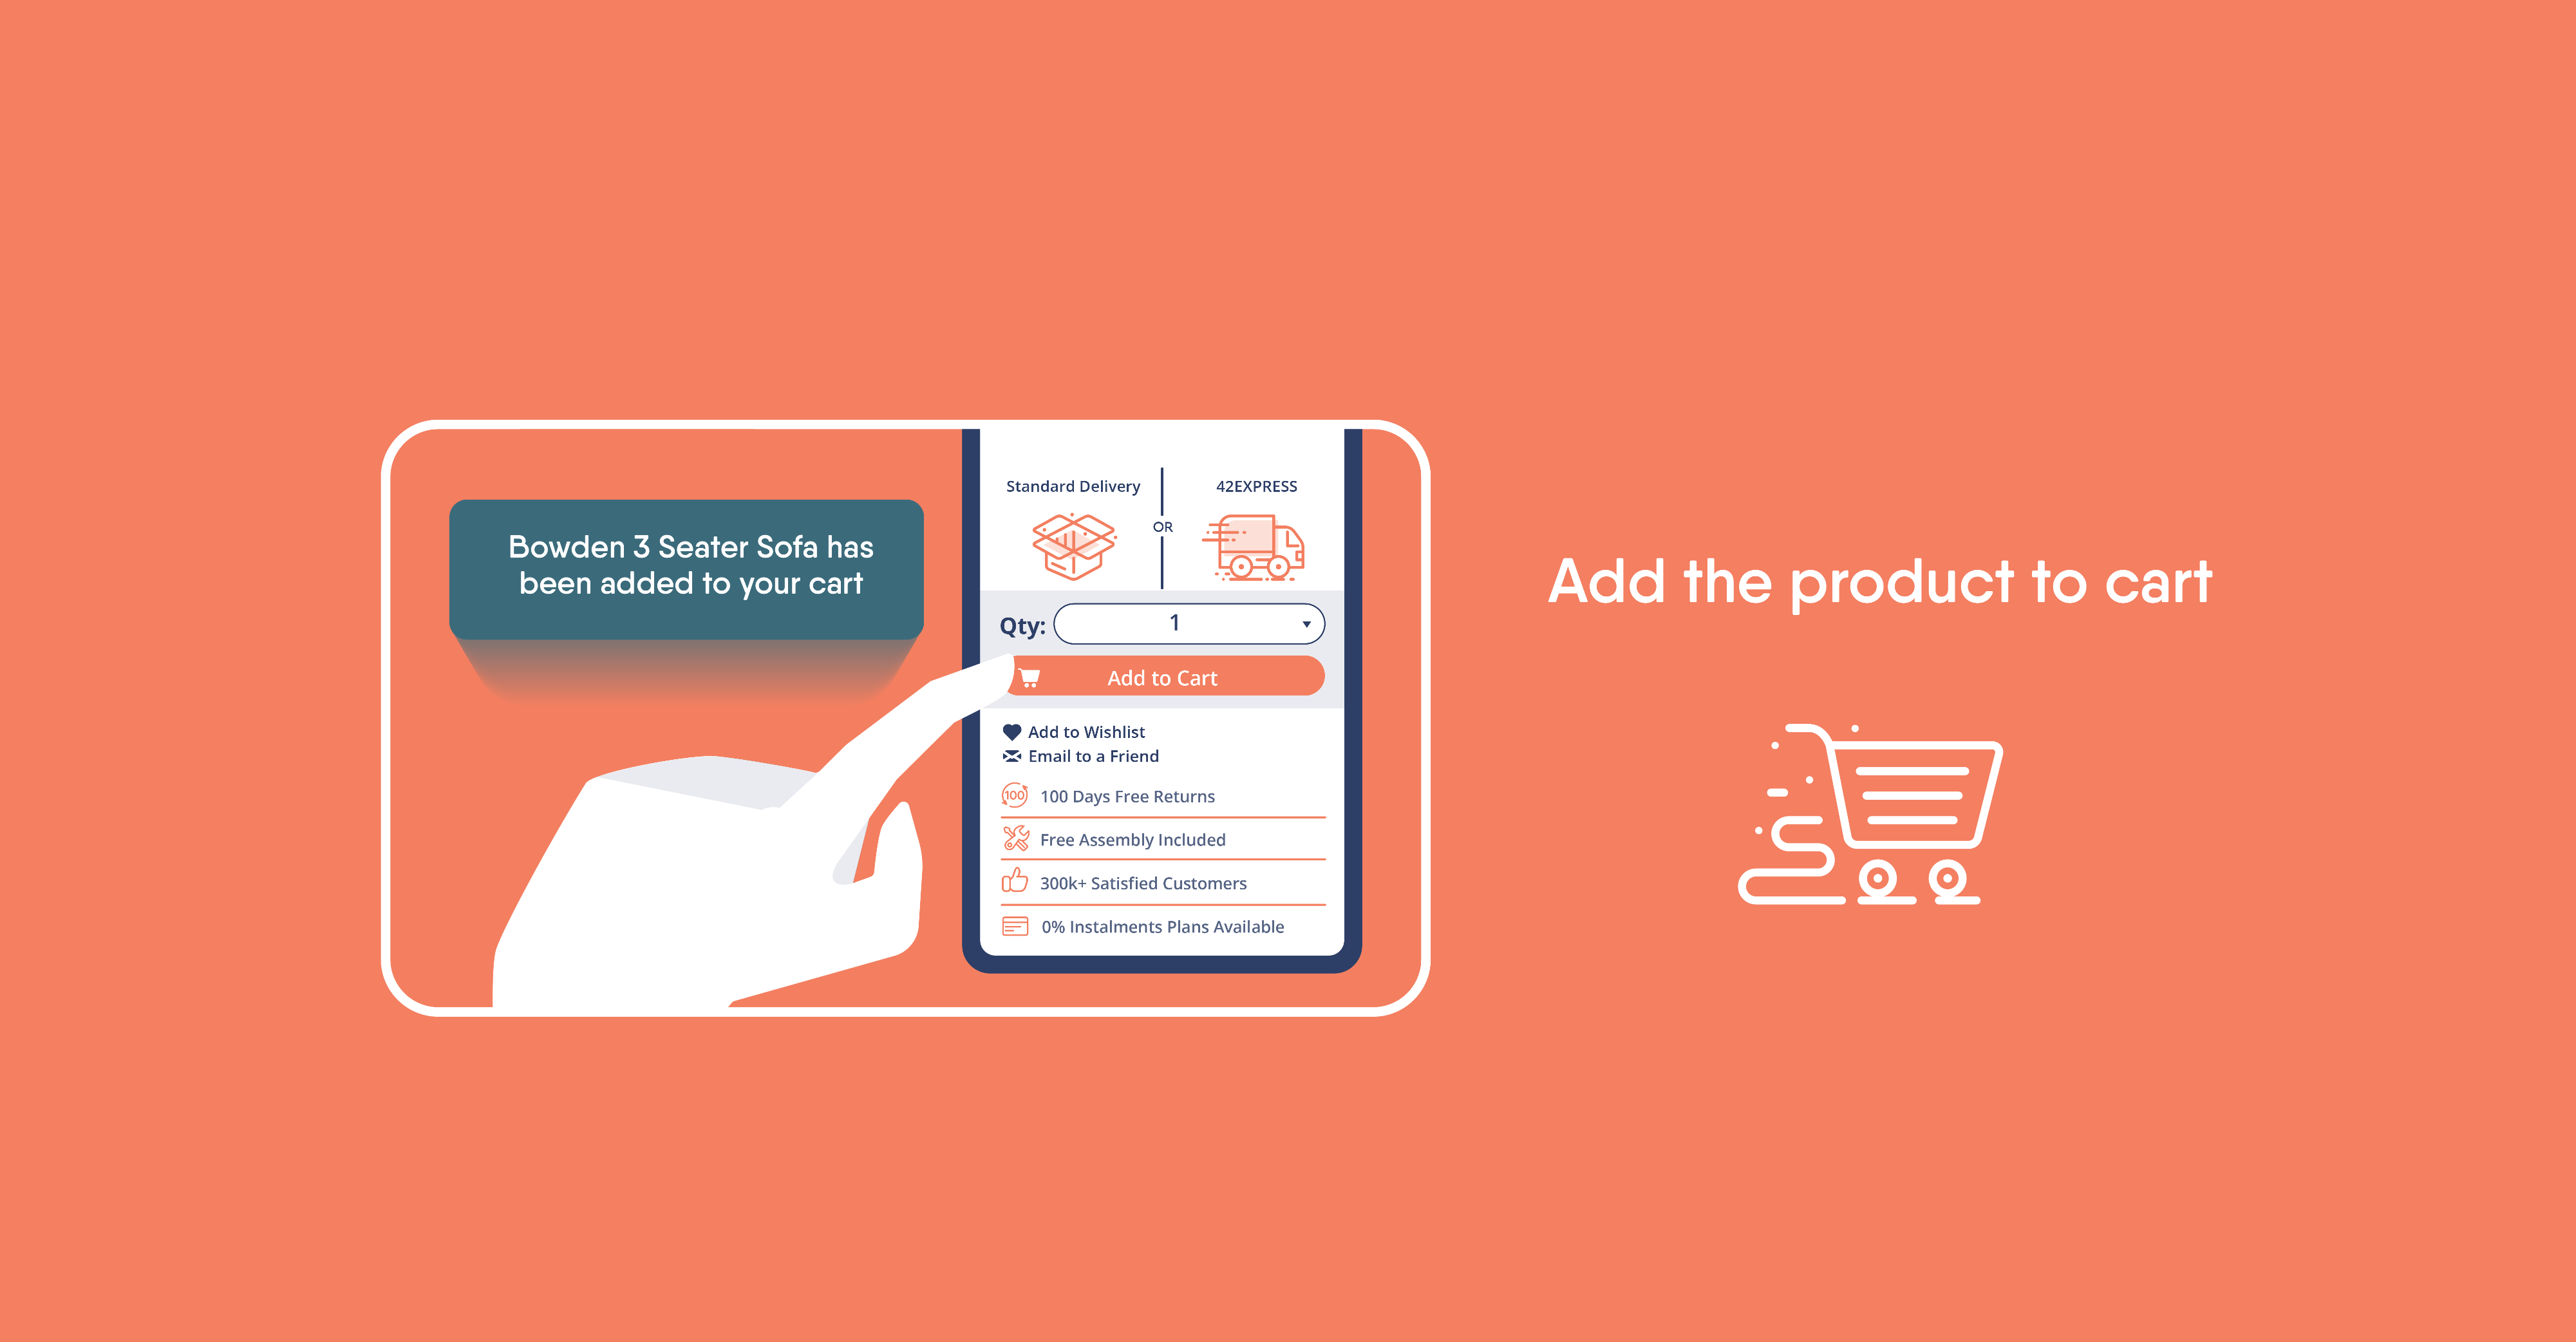 Bowden 3 Seater Sofa has
been added to your cart
Standard Delivery
OR
42EXPRESS
Qty: 1
Add to Cart
Add to Wishlist
Email to a Friend
100 100 Days Free Returns
Free Assembly Included
300k+ Satisfied Customers
0% Instalments Plans Available
Add the product to cart